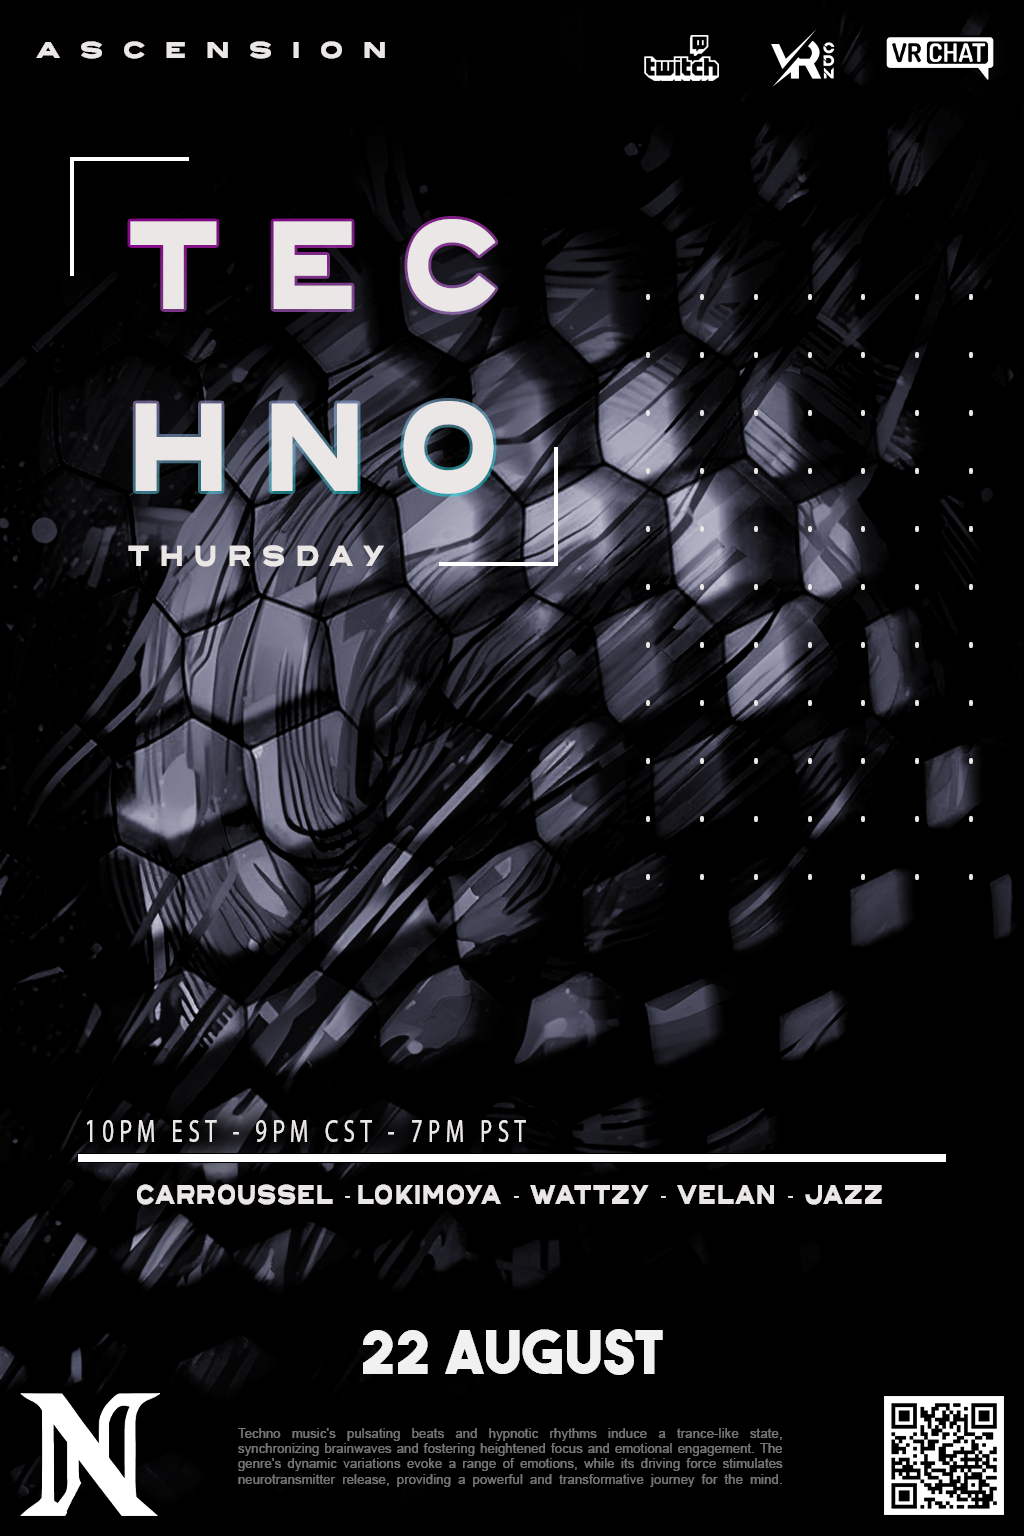 ASCENSION
twitch
VR CDN
VRCHAT
TEC
HNO
THURSDAY
10PM EST - 9PM CST - 7PM PST
CARROUSSEL - LOKIMOYA - WATTZY - VELAN - JAZZ
22 AUGUST
N
Techno music's pulsating beats and hypnotic rhythms induce a trance-like state,
synchronizing brainwaves and fostering heightened focus and emotional engagement. The
genre's dynamic variations evoke a range of emotions, while its driving force stimulates
neurotransmitter release, providing a powerful and transformative journey for the mind.